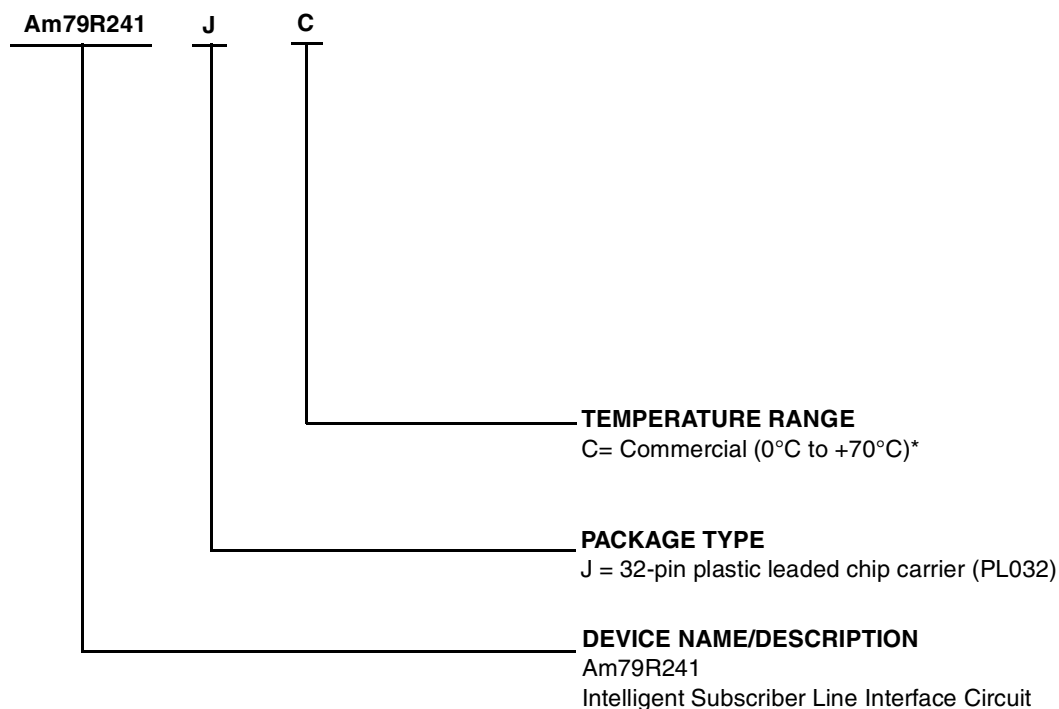 Am79R241 J C
TEMPERATURE RANGE
C= Commercial (0°C to +70°C)*
PACKAGE TYPE
J = 32-pin plastic leaded chip carrier (PL032)
DEVICE NAME/DESCRIPTION
Am79R241
Intelligent Subscriber Line Interface Circuit